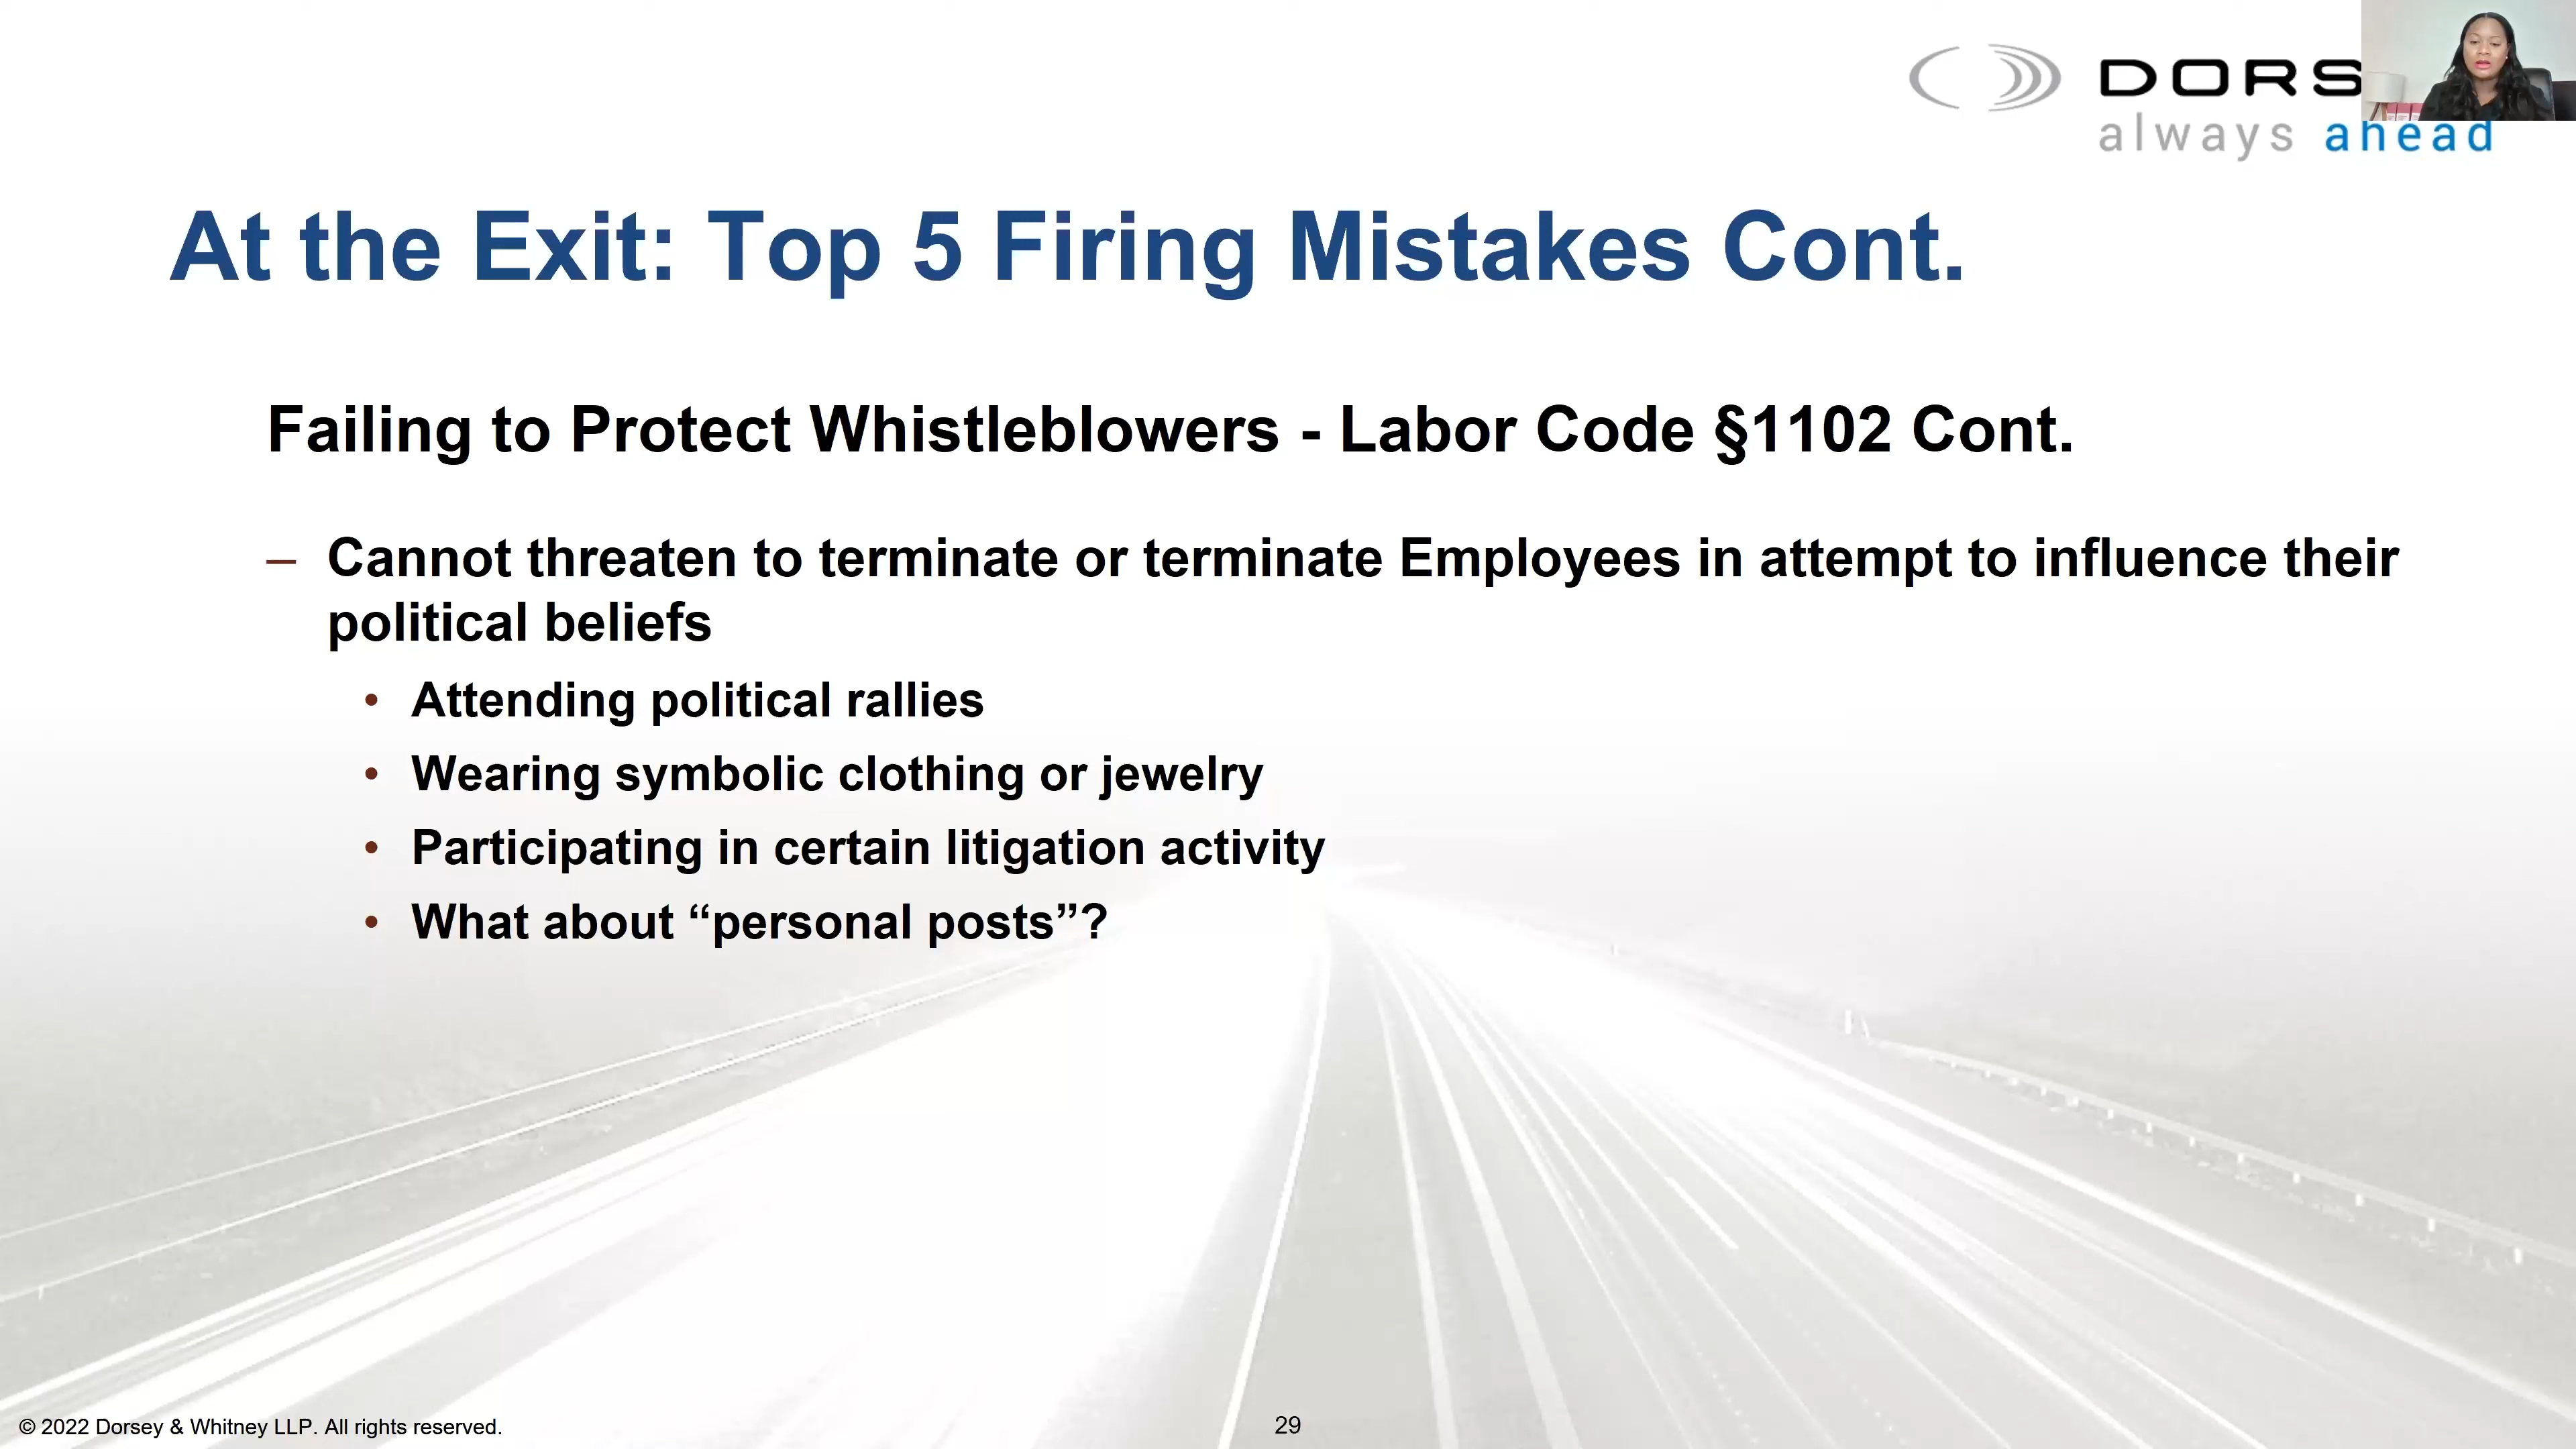 DORS
always ahead
At the Exit: Top 5 Firing Mistakes Cont.
Failing to Protect Whistleblowers - Labor Code §1102 Cont.
– Cannot threaten to terminate or terminate Employees in attempt to influence their
political beliefs
• Attending political rallies
• Wearing symbolic clothing or jewelry
• Participating in certain litigation activity
• What about “personal posts”?
© 2022 Dorsey & Whitney LLP. All rights reserved.
29